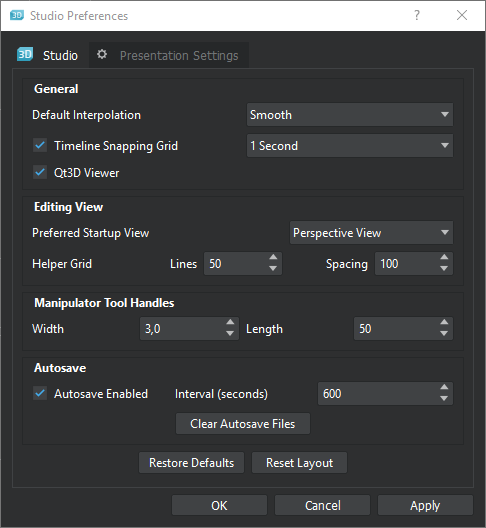 3D Studio Preferences ?
3D Studio Presentation Settings
General
Default Interpolation Smooth
Timeline Snapping Grid 1 Second
Qt3D Viewer
Editing View
Preferred Startup View Perspective View
Helper Grid Lines 50 Spacing 100
Manipulator Tool Handles
Width 3,0 Length 50
Autosave
Autosave Enabled Interval (seconds) 600
Clear Autosave Files
Restore Defaults Reset Layout
OK Cancel Apply